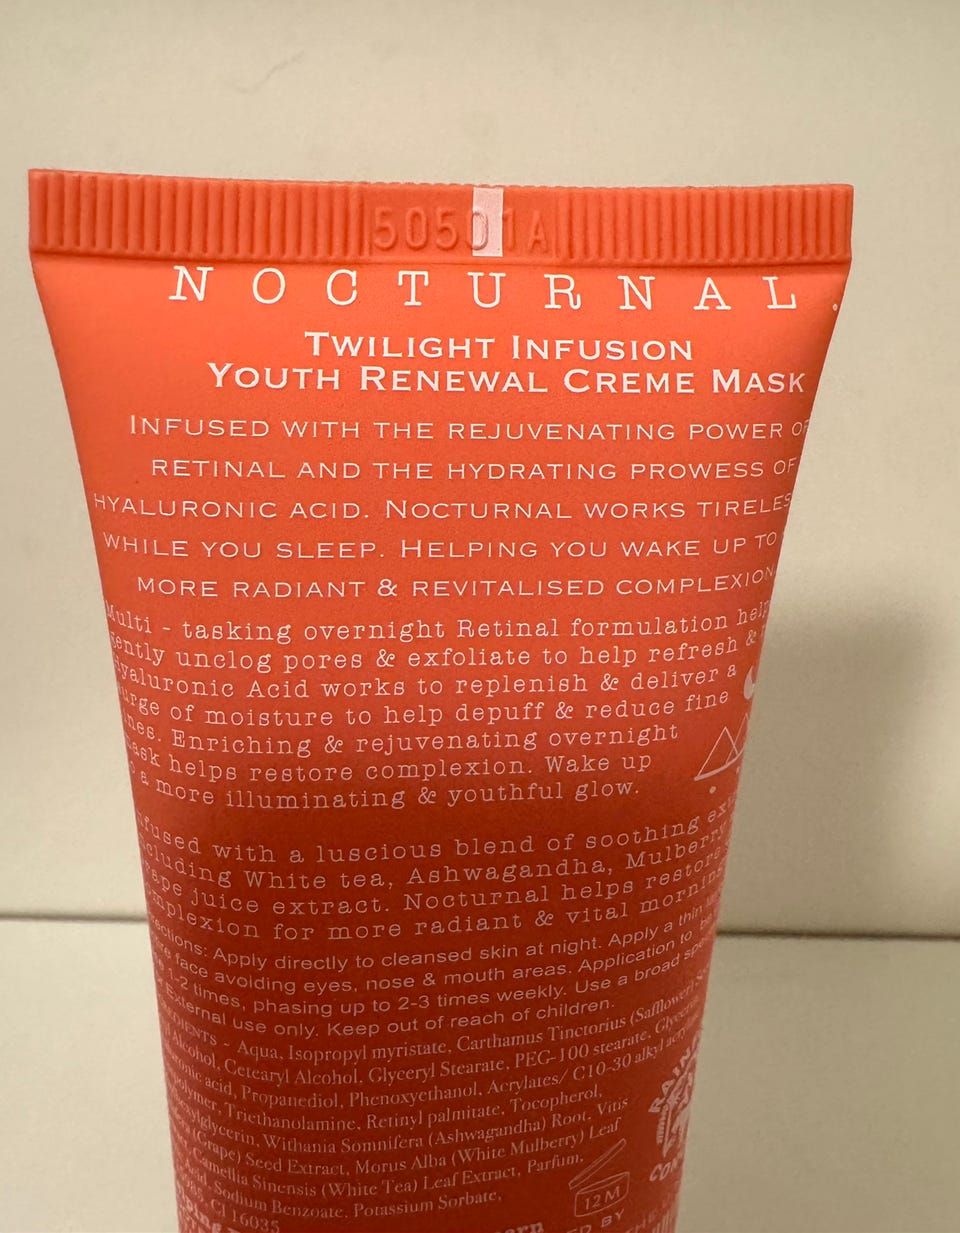 50501A
NOCTURNAL.
TWILIGHT INFUSION
YOUTH RENEWAL CREME MASK
INFUSED WITH THE REJUVENATING POWER OF
RETINAL AND THE HYDRATING PROWESS OF
HYALURONIC ACID. NOCTURNAL WORKS
WHILE YOU SLEEP. HELPING YOU WAKE UP TO
MORE RADIANT & REVITALISED COMPLEXION
Multi - tasking overnight Retinal formulation
gently unclog pores & exfoliate to help refresh &
Hyaluronic Acid works to replenish & deliver a
of moisture to help depuff & reduce fine
Enriching & rejuvenating overnight
mask helps restore complexion. Wake up
a more illuminating & youthful glow.
with a luscious blend of soothing
White tea, Ashwagandha, Mulberry
juice extract. Nocturnal helps restore
for more radiant & vital
Apply directly to cleansed skin at night. Apply a thin
face avoiding eyes, nose & mouth areas. Application to
1-2 times, phasing up to 2-3 times weekly. Use a broad
External use only. Keep out of reach of children.
- Aqua, Isopropyl myristate, Carthamus Tinctorius (Safflower)
Alcohol, Cetearyl Alcohol, Glyceryl Stearate, PEG-100 stearate,
acid, Propanediol, Phenoxyethanol, Acrylates/ C10-30 alkyl
Triethanolamine, Retinyl palmitate, Tocopherol,
Withania Somnifera (Ashwagandha) Root, Vitis
(Grape) Seed Extract, Morus Alba (White Mulberry) Leaf
Camellia Sinensis (White Tea) Leaf Extract, Parfum,
Sodium Benzoate, Potassium Sorbate,
CI 16035
12M
BY